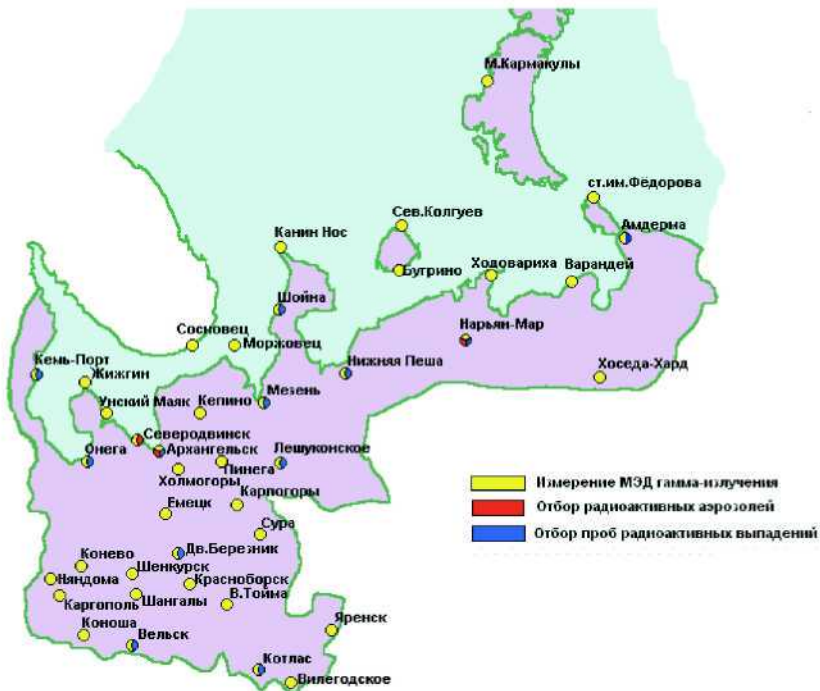 М.Кармакулы
ст.им.Фёдорова
Сев.Колгуев
Амдерма
Канин Нос
Бугрино
Ходовариха
Варандей
Шойна
Нарьян-Мар
Сосновец
Моржовец
Кемь-Порт
Жижгин
Нижняя Пеша
Хоседа-Хард
Мезень
Унский Маяк
Кепино
Северодвинск
Онега
Архангельск
Лешуконское
Пинега
Холмогоры
Измерение МЭД гамма-излучения
Карпогоры
Емецк
Отбор радиоактивных аэрозолей
Сура
Отбор проб радиоактивных выпадений
Дв.Березник
Конево
Шенкурск
Няндома
Красноборск
Каргополь
Шангалы
В.Тойма
Коноша
Вельск
Яренск
Котлас
Вилегодское